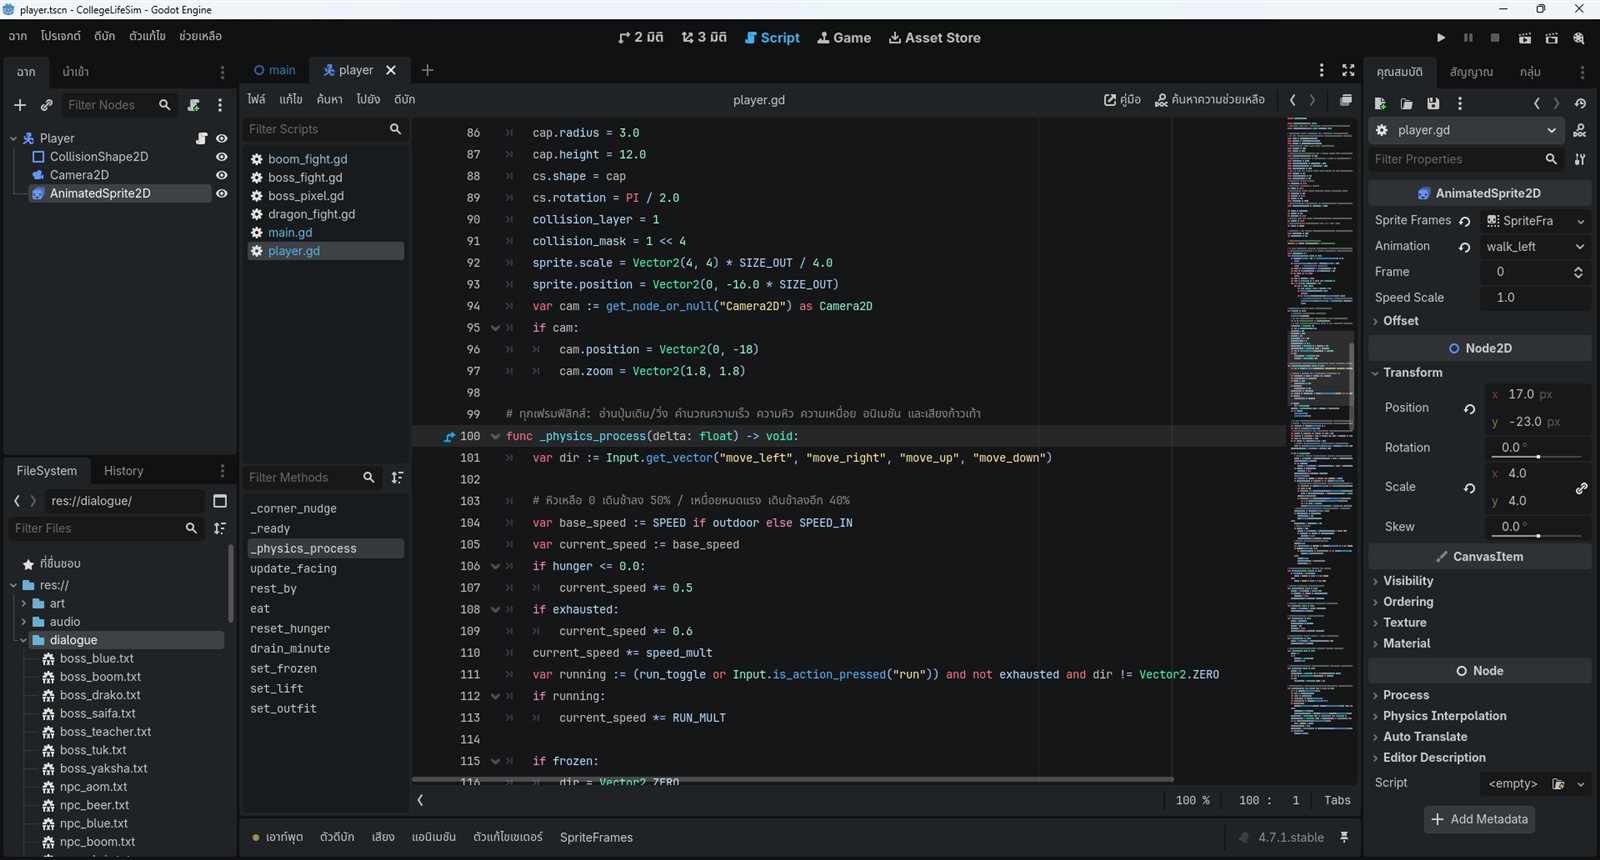 player.tscn - CollegeLifeSim - Godot Engine
ฉาก โปรเจกต์ ดีบัก ตัวแก้ไข ช่วยเหลือ
2 มิติ 3 มิติ Script Game Asset Store
ฉาก นำเข้า
Filter Nodes
Player
CollisionShape2D
Camera2D
AnimatedSprite2D
FileSystem History
res://dialogue/
Filter Files
ที่ชื่นชอบ
res://
art
audio
dialogue
boss_blue.txt
boss_boom.txt
boss_drako.txt
boss_saifa.txt
boss_teacher.txt
boss_tuk.txt
boss_yaksha.txt
npc_aom.txt
npc_beer.txt
npc_blue.txt
npc_boom.txt
main player
ไฟล์ แก้ไข ค้นหา ไปยัง ดีบัก
player.gd
คู่มือ ค้นหาความช่วยเหลือ
Filter Scripts
boom_fight.gd
boss_fight.gd
boss_pixel.gd
dragon_fight.gd
main.gd
player.gd
Filter Methods
_corner_nudge
_ready
_physics_process
update_facing
rest_by
eat
reset_hunger
drain_minute
set_frozen
set_lift
set_outfit
86 cap.radius = 3.0
87 cap.height = 12.0
88 cs.shape = cap
89 cs.rotation = PI / 2.0
90 collision_layer = 1
91 collision_mask = 1 << 4
92 sprite.scale = Vector2(4, 4) * SIZE_OUT / 4.0
93 sprite.position = Vector2(0, -16.0 * SIZE_OUT)
94 var cam := get_node_or_null("Camera2D") as Camera2D
95 if cam:
96 cam.position = Vector2(0, -18)
97 cam.zoom = Vector2(1.8, 1.8)
98
99 # ทุกเฟรมฟิสิกส์: อ่านปุ่มเดิน/วิ่ง คำนวณความเร็ว ความหิว ความเหนื่อย อนิเมชัน และเสียงก้าวเท้า
100 func _physics_process(delta: float) -> void:
101 var dir := Input.get_vector("move_left", "move_right", "move_up", "move_down")
102
103 # หิวเหลือ 0 เดินช้าลง 50% / เหนื่อยหมดแรง เดินช้าลงอีก 40%
104 var base_speed := SPEED if outdoor else SPEED_IN
105 var current_speed := base_speed
106 if hunger <= 0.0:
107 current_speed *= 0.5
108 if exhausted:
109 current_speed *= 0.6
110 current_speed *= speed_mult
111 var running := (run_toggle or Input.is_action_pressed("run")) and not exhausted and dir != Vector2.ZERO
112 if running:
113 current_speed *= RUN_MULT
114
115 if frozen:
116 dir = Vector2.ZERO
100 % 100 : 1 Tabs
เอาท์พุต ตัวดีบัก เสียง แอนิเมชัน ตัวแก้ไขเชเดอร์ SpriteFrames
4.7.1.stable
คุณสมบัติ สัญญาณ กลุ่ม
player.gd
Filter Properties
AnimatedSprite2D
Sprite Frames SpriteFra
Animation walk_left
Frame 0
Speed Scale 1.0
Offset
Node2D
Transform
Position x 17.0 px
y -23.0 px
Rotation 0.0 °
Scale x 4.0
y 4.0
Skew 0.0 °
CanvasItem
Visibility
Ordering
Texture
Material
Node
Process
Physics Interpolation
Auto Translate
Editor Description
Script <empty>
Add Metadata